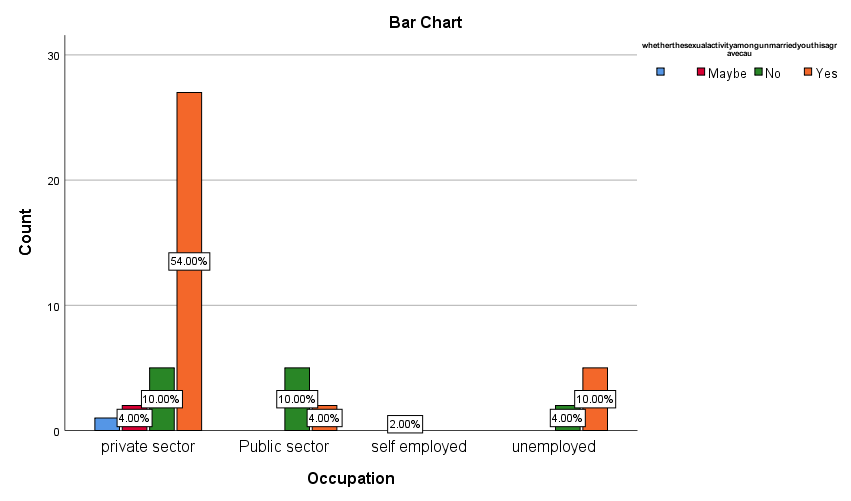 Bar Chart
whetherthesexualactivityamongunmarriedyouthisagr
avecau
Maybe No Yes
30
20
10
0
Count
54.00%
10.00%
4.00%
10.00%
4.00%
2.00%
10.00%
4.00%
private sector Public sector self employed unemployed
Occupation